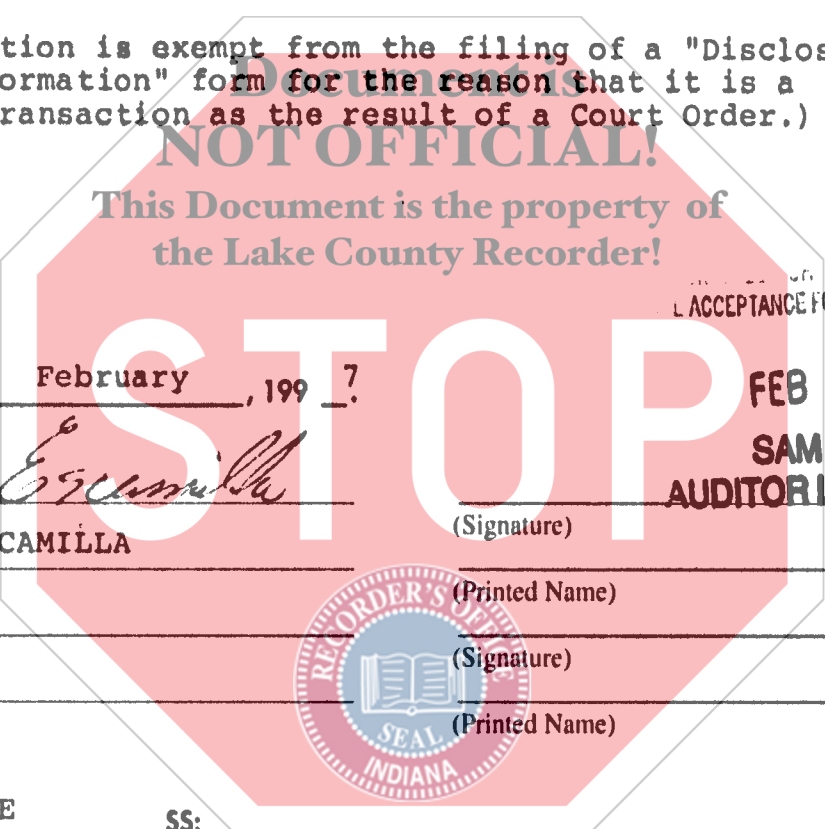 tion is exempt from the filing of a "Disclos
ormation" form for the reason that it is a
ransaction as the result of a Court Order.)
Document is
NOT OFFICIAL!
This Document is the property of
the Lake County Recorder!
L ACCEPTANCE FO
February , 199 7.
FEB
SAM
AUDITOR L
Escamilla
(Signature)
CAMILLA
(Printed Name)
(Signature)
(Printed Name)
STOP
RECORDER'S OFFICE
SEAL
INDIANA
E
SS: